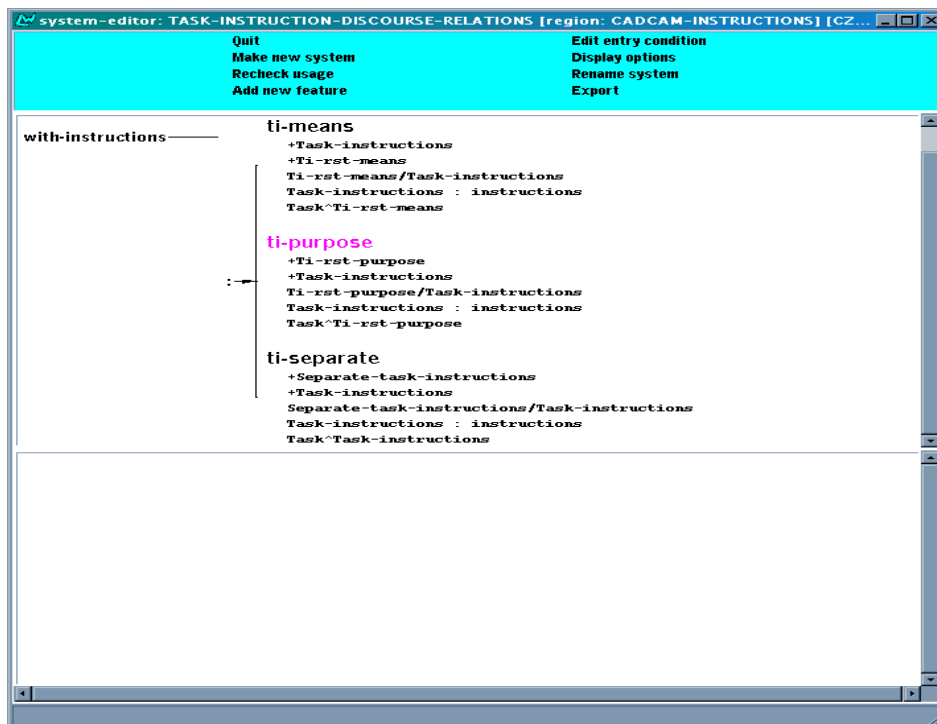 system-editor: TASK-INSTRUCTION-DISCOURSE-RELATIONS [region: CADCAM-INSTRUCTIONS] [CZ...
Quit Edit entry condition
Make new system Display options
Recheck usage Rename system
Add new feature Export
with-instructions
ti-means
+Task-instructions
+Ti-rst-means
Ti-rst-means/Task-instructions
Task-instructions : instructions
Task^Ti-rst-means
ti-purpose
+Ti-rst-purpose
+Task-instructions
Ti-rst-purpose/Task-instructions
Task-instructions : instructions
Task^Ti-rst-purpose
:
ti-separate
+Separate-task-instructions
+Task-instructions
Separate-task-instructions/Task-instructions
Task-instructions : instructions
Task^Task-instructions